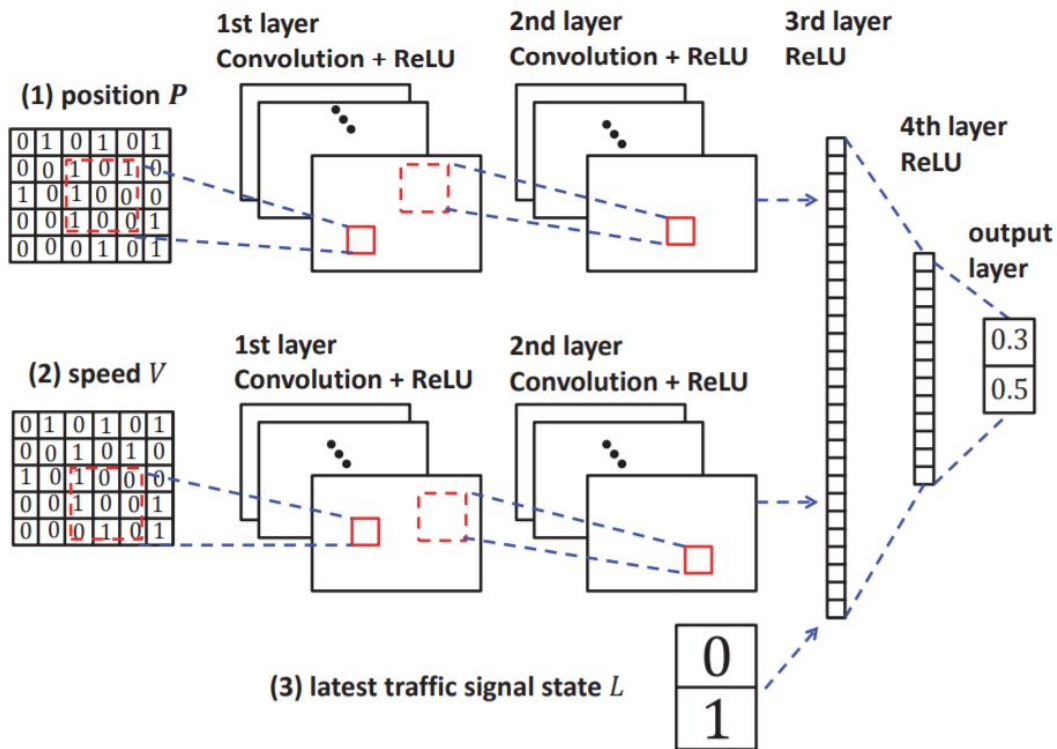 1st layer
Convolution + ReLU
2nd layer
Convolution + ReLU
3rd layer
ReLU
(1) position P
0 1 0 1 0 1
0 0 1 0 1 0
1 0 1 0 0 0
0 0 1 0 0 1
0 0 0 1 0 1
4th layer
ReLU
output
layer
0.3
0.5
1st layer
Convolution + ReLU
2nd layer
Convolution + ReLU
(2) speed V
0 1 0 1 0 1
0 0 1 0 1 0
1 0 1 0 0 0
0 0 1 0 0 1
0 0 0 1 0 1
(3) latest traffic signal state L
0
1